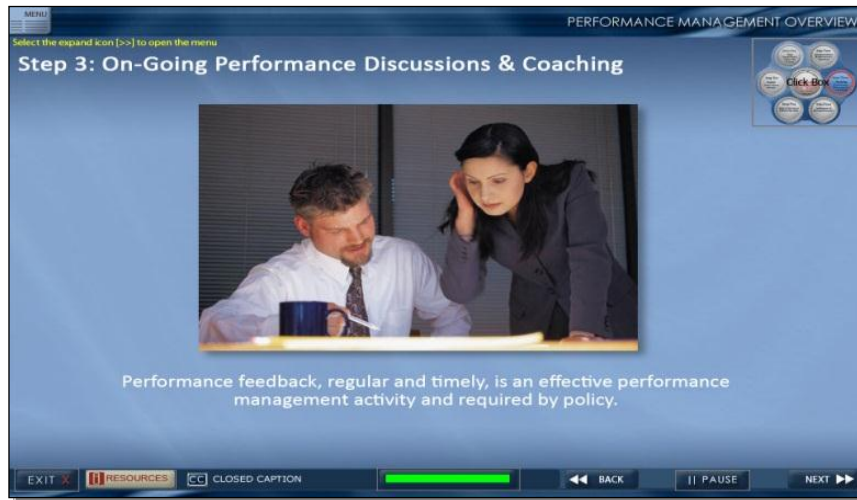 MENU
PERFORMANCE MANAGEMENT OVERVIEW
Select the expand icon [>>] to open the menu
Step 3: On-Going Performance Discussions & Coaching
Click Box
Performance feedback, regular and timely, is an effective performance
management activity and required by policy.
EXIT X
RESOURCES
CC CLOSED CAPTION
BACK
|| PAUSE
NEXT